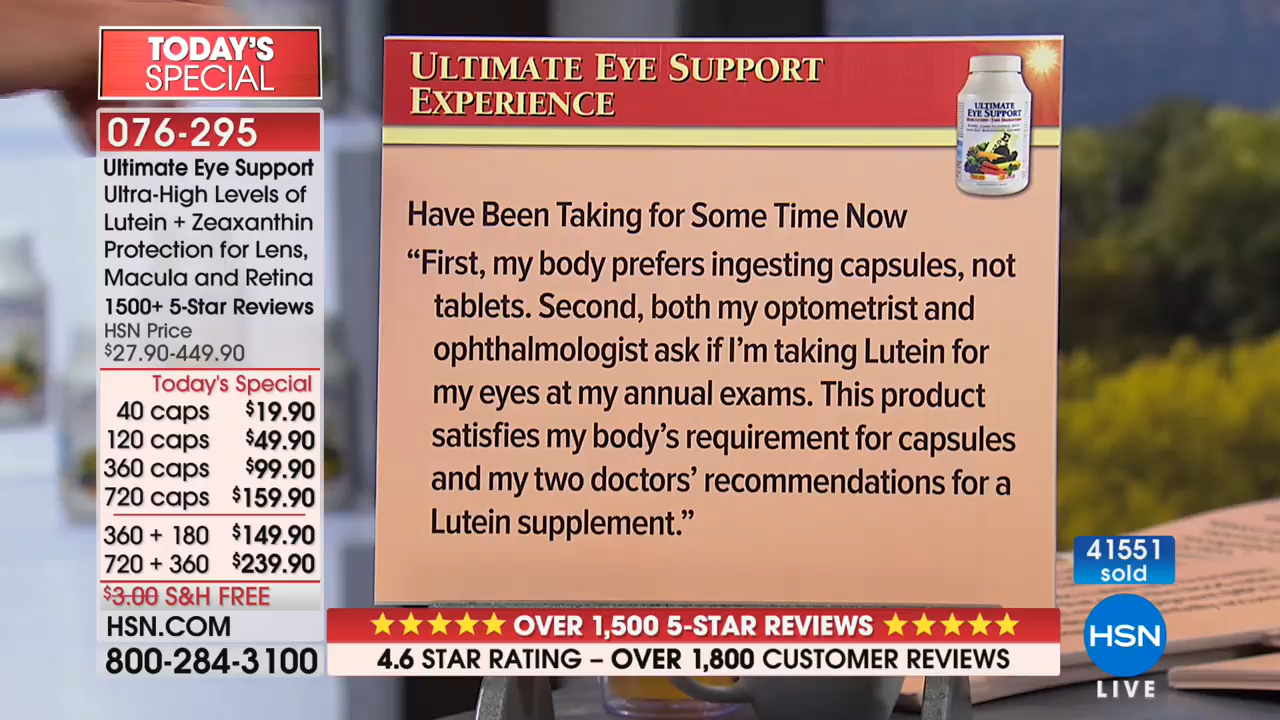 TODAY'S
SPECIAL
076-295
Ultimate Eye Support
Ultra-High Levels of
Lutein + Zeaxanthin
Protection for Lens,
Macula and Retina
1500+ 5-Star Reviews
HSN Price
$27.90-449.90
Today's Special
40 caps $19.90
120 caps $49.90
360 caps $99.90
720 caps $159.90
360 + 180 $149.90
720 + 360 $239.90
$3.00 S&H FREE
HSN.COM
800-284-3100
ULTIMATE EYE SUPPORT
EXPERIENCE
ULTIMATE
EYE SUPPORT
Have Been Taking for Some Time Now
“First, my body prefers ingesting capsules, not
tablets. Second, both my optometrist and
ophthalmologist ask if I'm taking Lutein for
my eyes at my annual exams. This product
satisfies my body's requirement for capsules
and my two doctors' recommendations for a
Lutein supplement.”
41551
sold
HSN
LIVE
OVER 1,500 5-STAR REVIEWS
4.6 STAR RATING – OVER 1,800 CUSTOMER REVIEWS